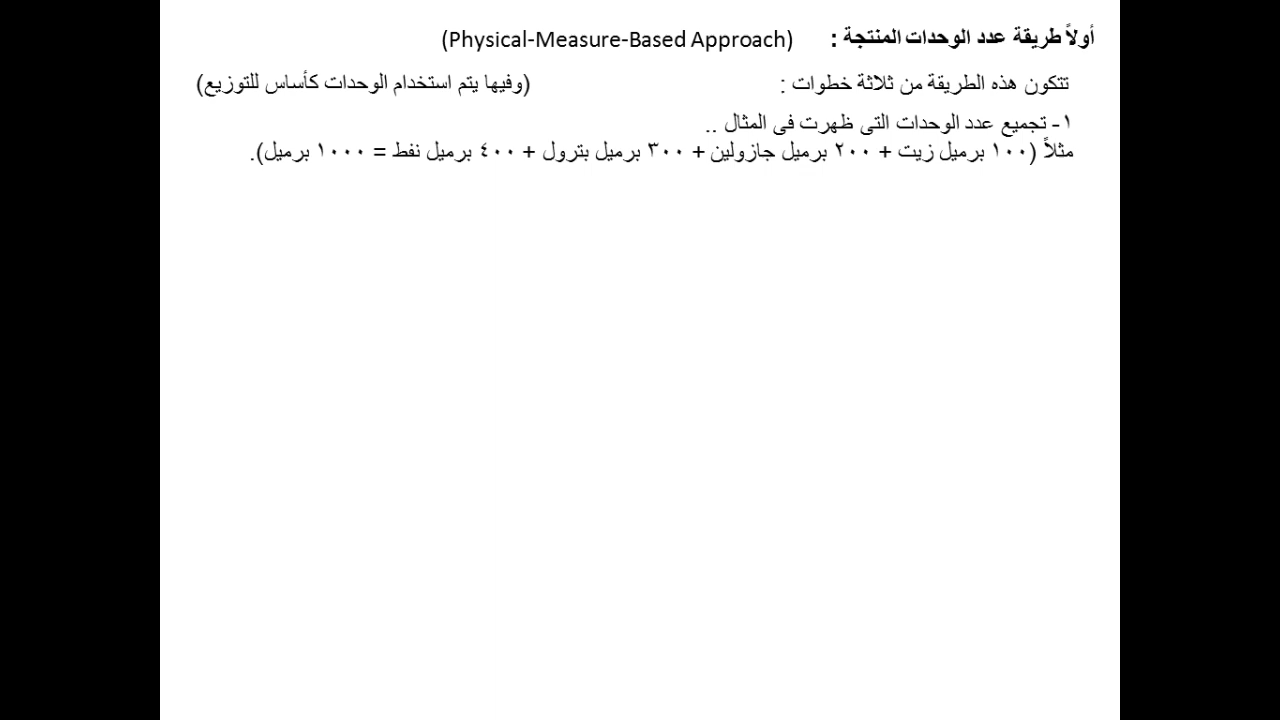 أولاً طريقة عدد الوحدات المنتجة : (Physical-Measure-Based Approach)
تتكون هذه الطريقة من ثلاثة خطوات : (وفيها يتم استخدام الوحدات كأساس للتوزيع)
١- تجميع عدد الوحدات التى ظهرت فى المثال ..
مثلاً (١٠٠ برميل زيت + ٢٠٠ برميل جازولين + ٣٠٠ برميل بترول + ٤٠٠ برميل نفط = ١٠٠٠ برميل).